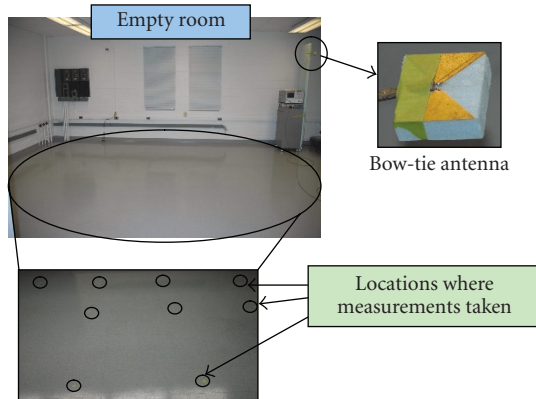 Empty room
Bow-tie antenna
Locations where
measurements taken